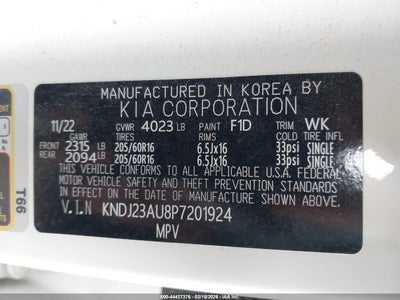 MANUFACTURED IN KOREA BY
KIA CORPORATION
11/22 GVWR 4023 LB PAINT F1D TRIM WK
GAWR TIRES RIMS COLD TIRE INFL
FRONT 2315 LB 205/60R16 6.5Jx16 33psi SINGLE
REAR 2094 LB 205/60R16 6.5Jx16 33psi SINGLE
THIS VEHICLE CONFORMS TO ALL APPLICABLE U.S.A. FEDERAL
MOTOR VEHICLE SAFETY AND THEFT PREVENTION STANDARDS
IN EFFECT ON THE DATE OF MANUFACTURE SHOWN ABOVE.
V.I.N KNDJ23AU8P7201924
MPV
T66
000-44427376 - 02/18/2026 - IAA Holdings, LLC